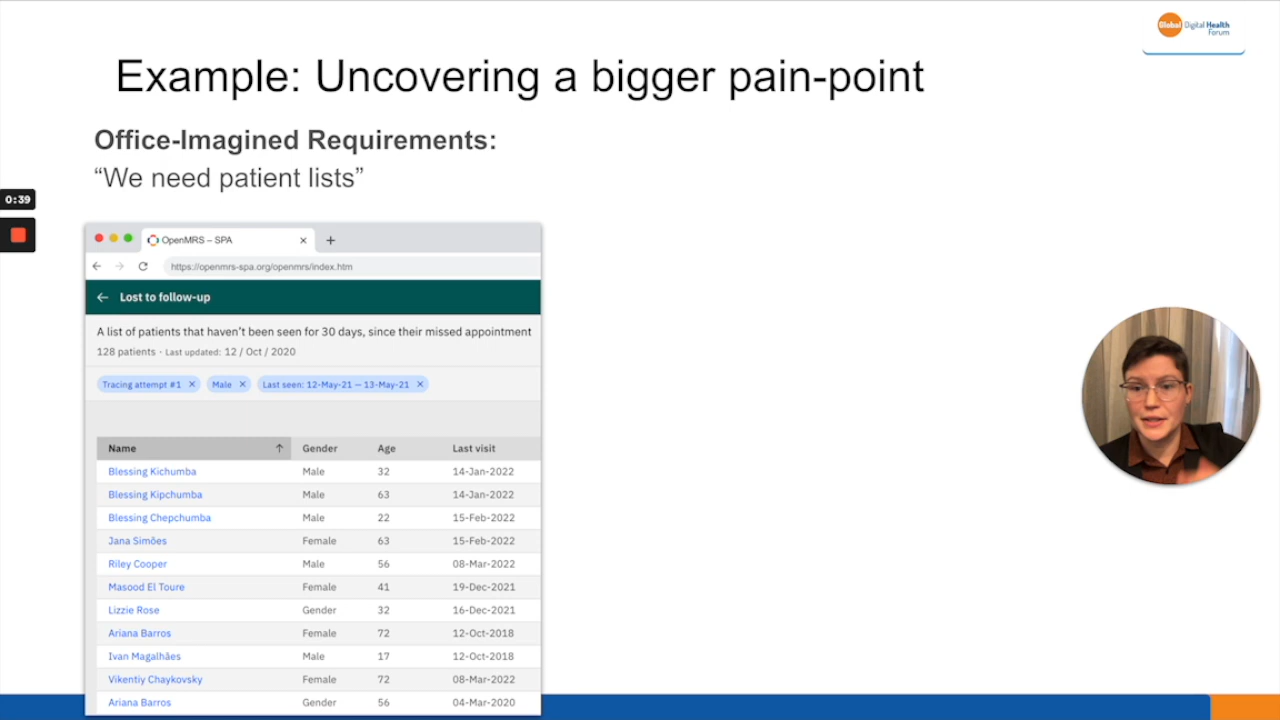 Global Digital Health
Forum
Example: Uncovering a bigger pain-point
Office-Imagined Requirements:
“We need patient lists”
0:39
OpenMRS – SPA
https://openmrs-spa.org/openmrs/index.htm
Lost to follow-up
A list of patients that haven’t been seen for 30 days, since their missed appointment
128 patients · Last updated: 12 / Oct / 2020
Tracing attempt #1 Male Last seen: 12-May-21 — 13-May-21
Name Gender Age Last visit
Blessing Kichumba Male 32 14-Jan-2022
Blessing Kipchumba Male 63 14-Jan-2022
Blessing Chepchumba Male 22 15-Feb-2022
Jana Simões Female 63 15-Feb-2022
Riley Cooper Male 56 08-Mar-2022
Masood El Toure Female 41 19-Dec-2021
Lizzie Rose Gender 32 16-Dec-2021
Ariana Barros Female 72 12-Oct-2018
Ivan Magalhães Male 17 12-Oct-2018
Vikentiy Chaykovsky Female 72 08-Mar-2022
Ariana Barros Gender 56 04-Mar-2020